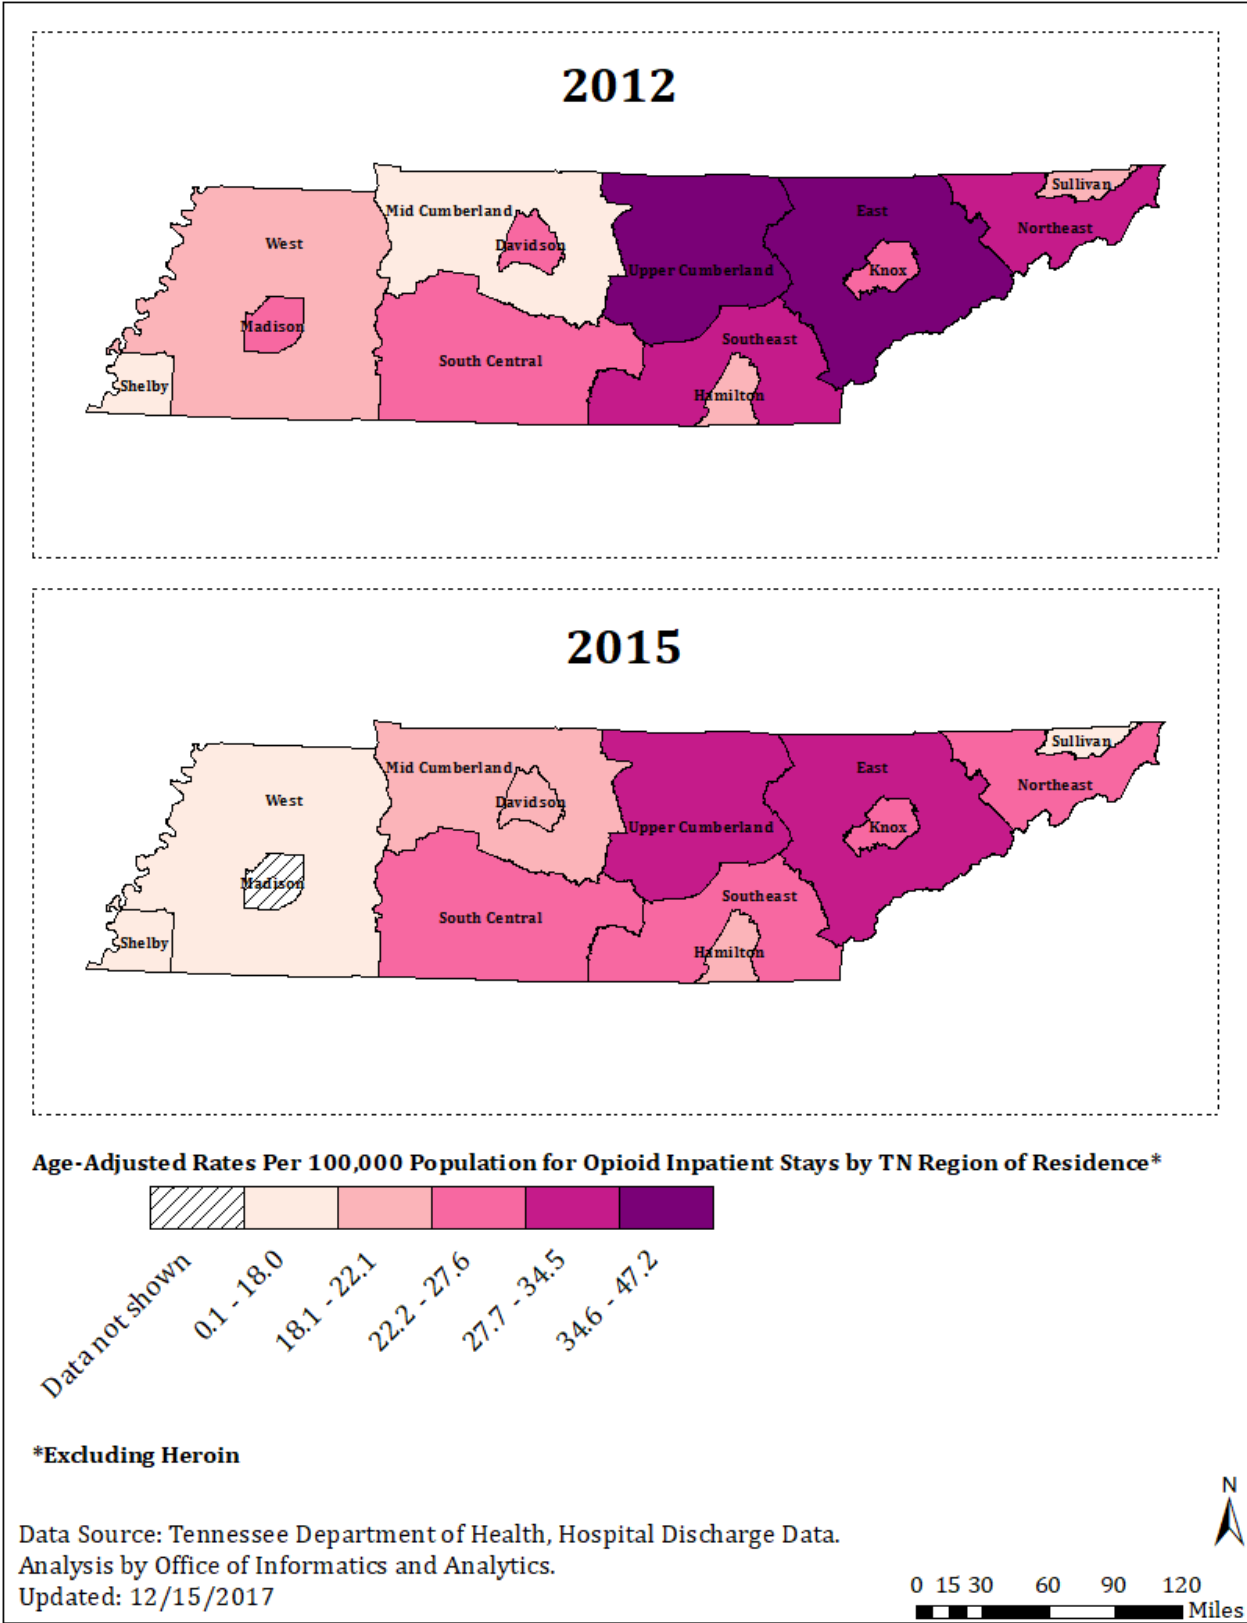 2012
Sullivan
Mid Cumberland
East
Northeast
West
Davidson
Upper Cumberland
Knox
Madison
Southeast
South Central
Shelby
Hamilton
2015
Sullivan
Mid Cumberland
East
Northeast
West
Davidson
Upper Cumberland
Knox
Madison
Southeast
South Central
Shelby
Hamilton
Age-Adjusted Rates Per 100,000 Population for Opioid Inpatient Stays by TN Region of Residence*
Data not shown
0.1 - 18.0
18.1 - 22.1
22.2 - 27.6
27.7 - 34.5
34.6 - 47.2
*Excluding Heroin
N
Data Source: Tennessee Department of Health, Hospital Discharge Data.
Analysis by Office of Informatics and Analytics.
Updated: 12/15/2017
0 15 30 60 90 120
Miles